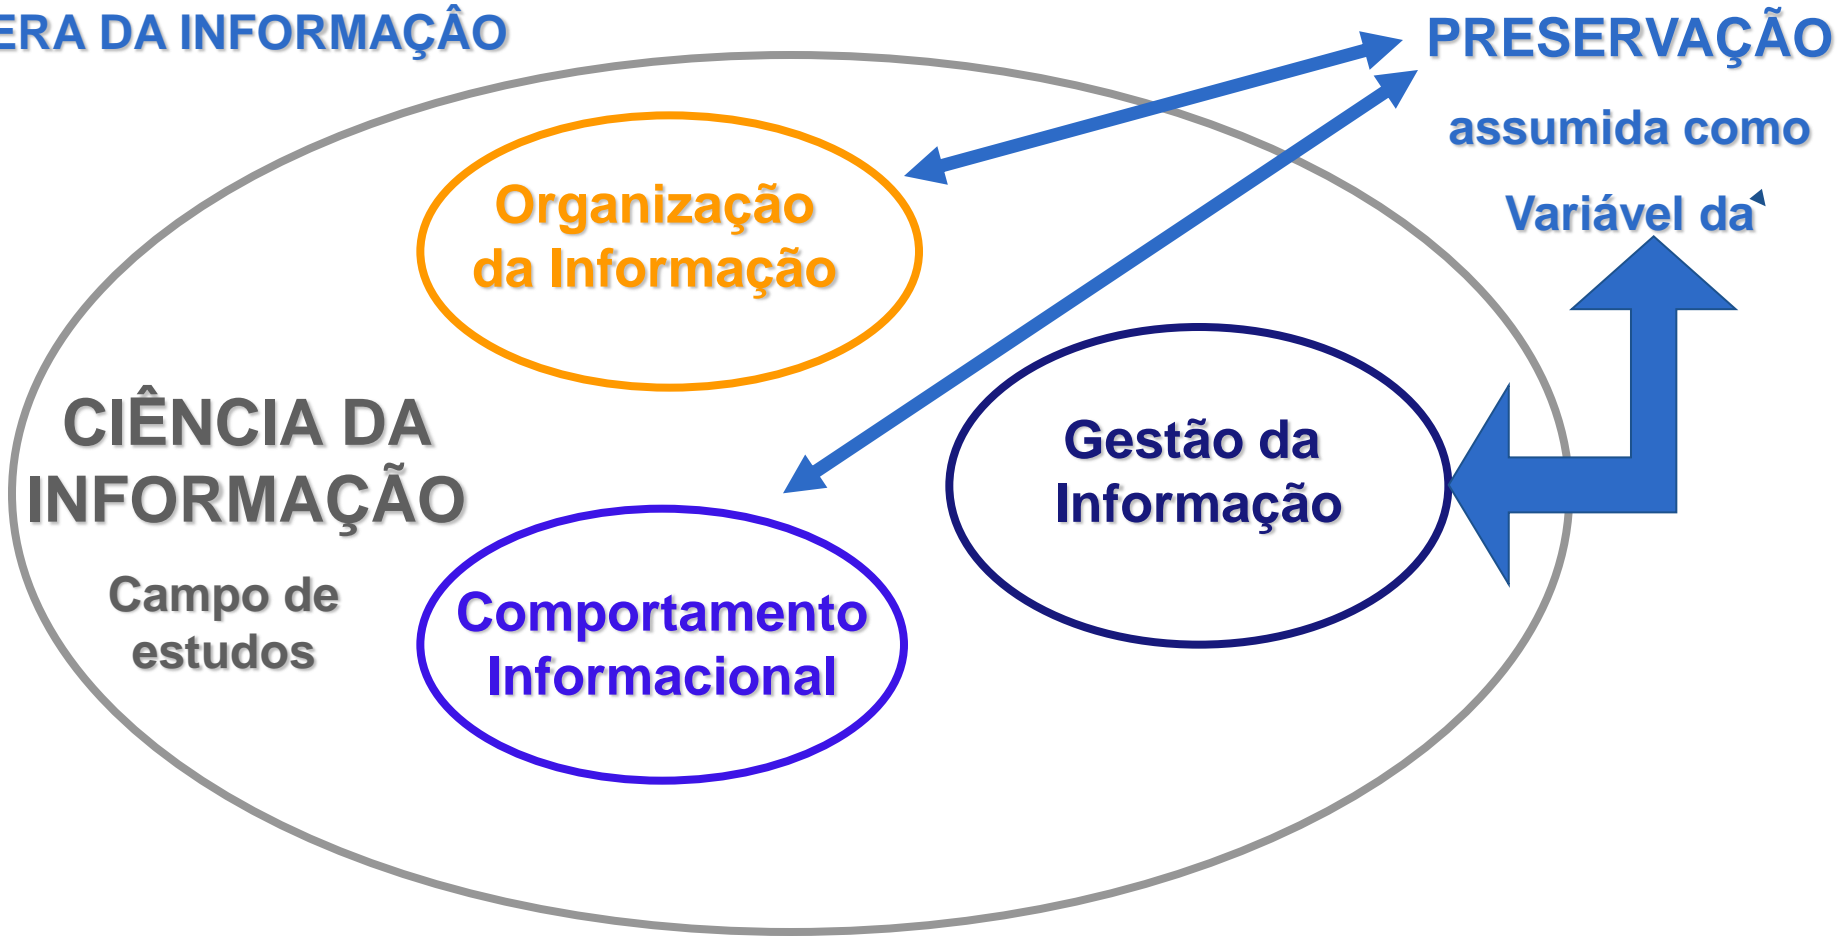 ERA DA INFORMAÇÂO
PRESERVAÇÃO
assumida como
Variável da
Organização
da Informação
CIÊNCIA DA
INFORMAÇÃO
Campo de
estudos
Gestão da
Informação
Comportamento
Informacional